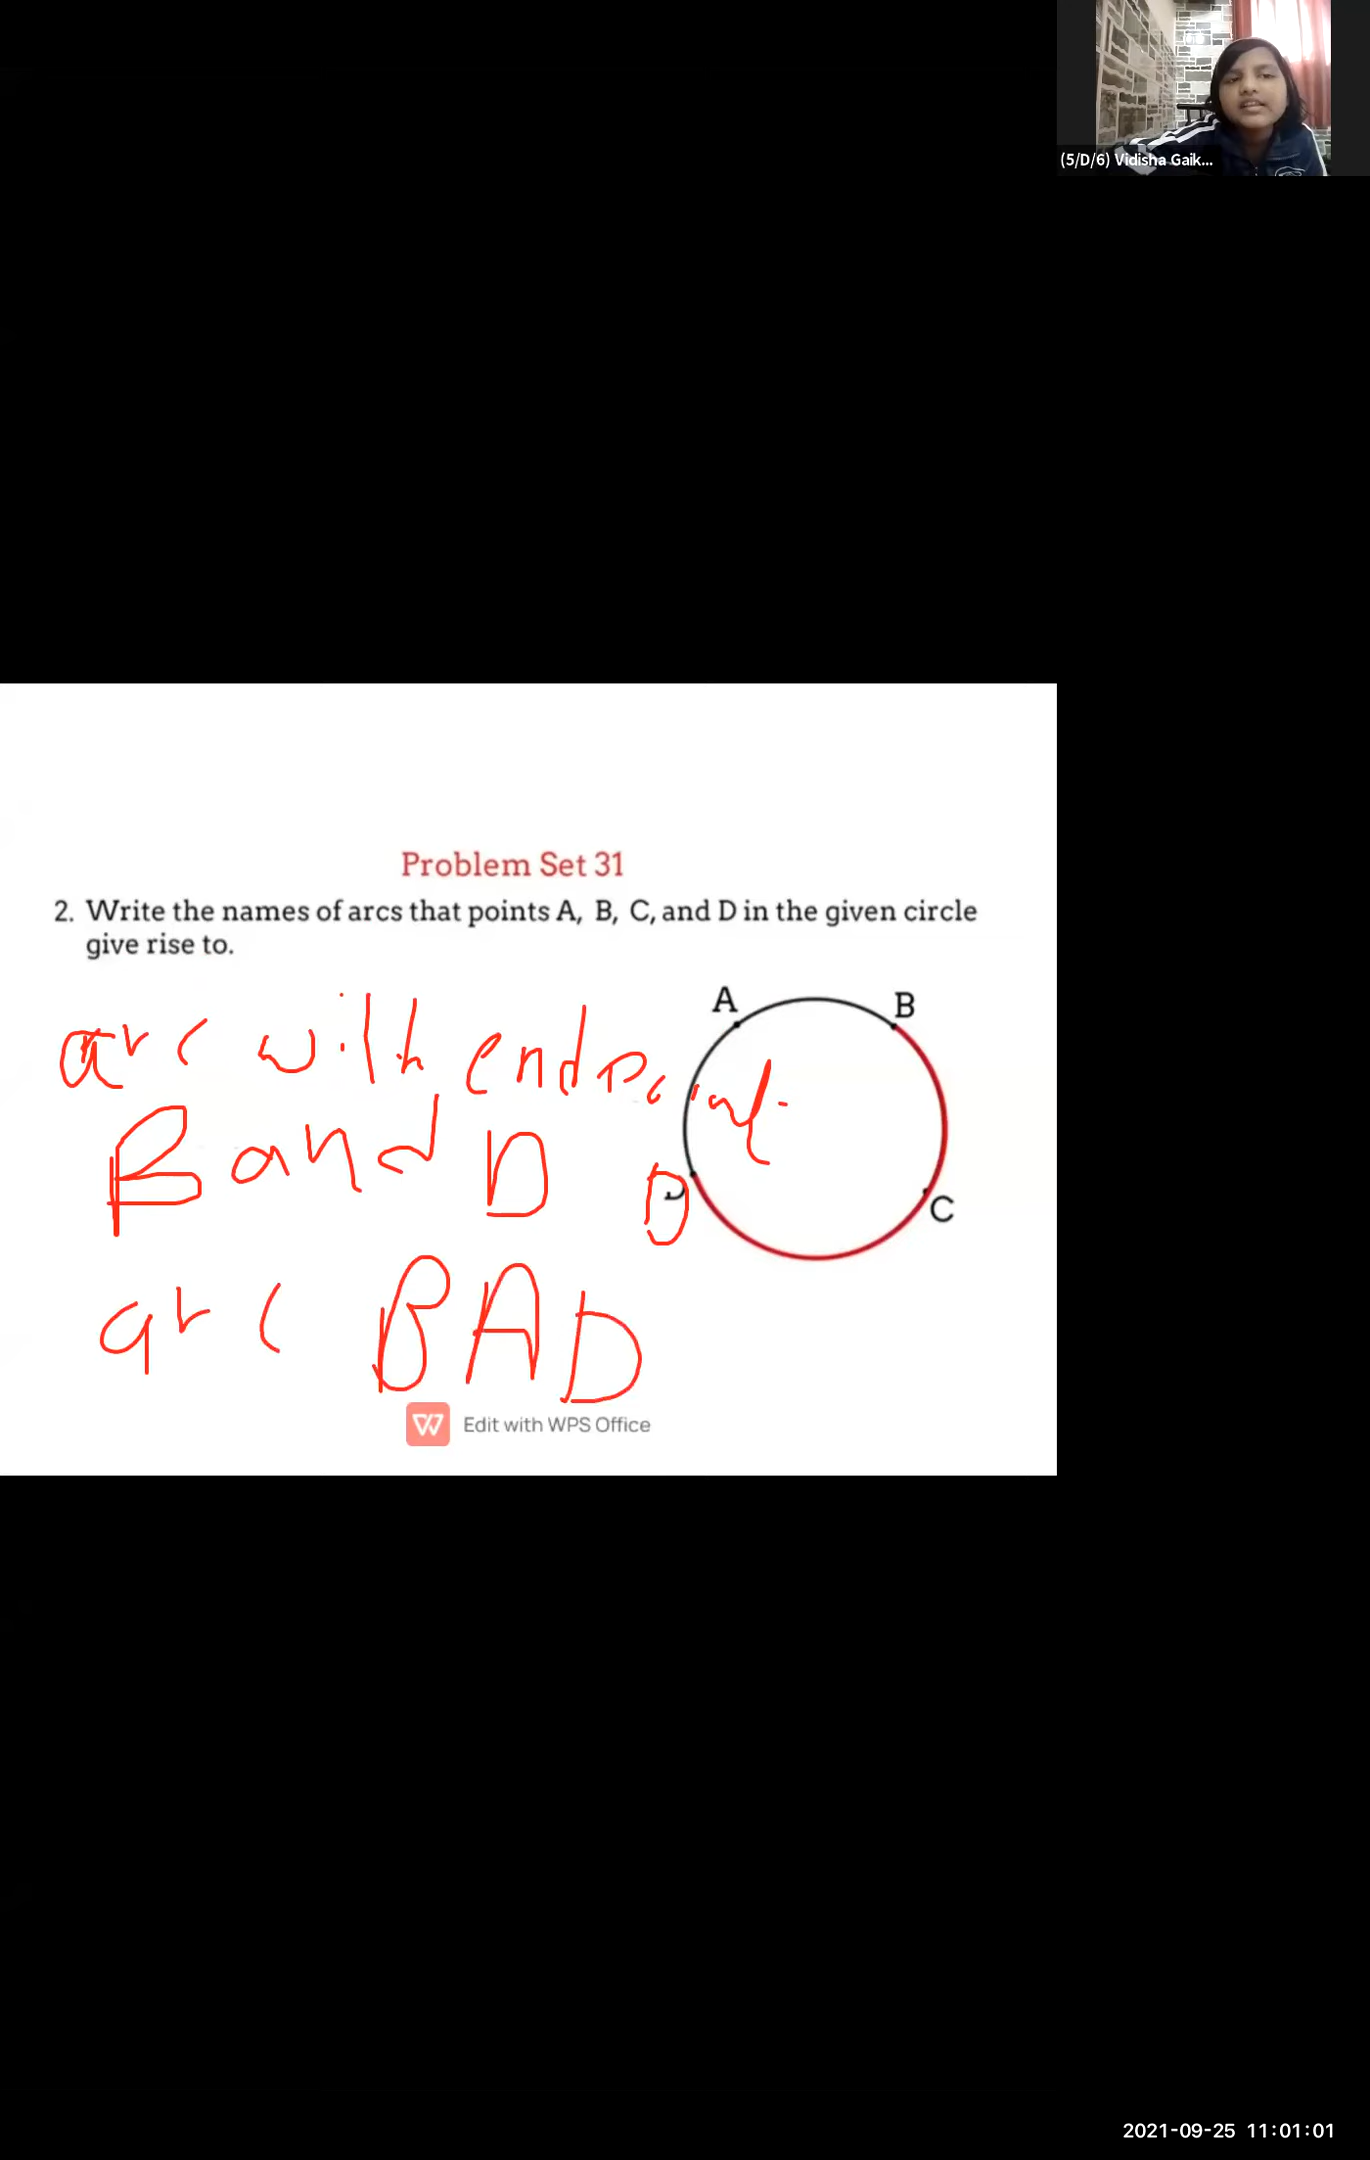 (5/D/6) Vidisha Gaik...
Problem Set 31
2. Write the names of arcs that points A, B, C, and D in the given circle
give rise to.
A
B
arc with end point
B and D
D
C
arc BAD
Edit with WPS Office
2021-09-25 11:01:01